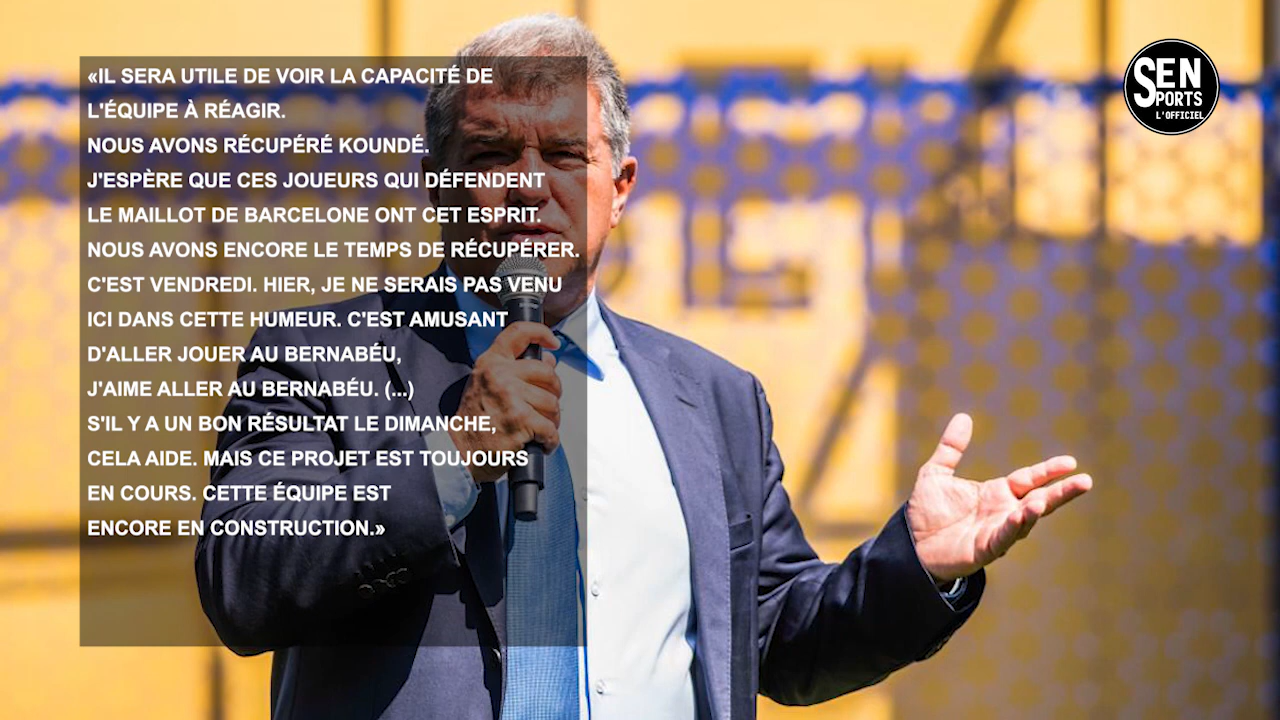 «IL SERA UTILE DE VOIR LA CAPACITÉ DE
L'ÉQUIPE À RÉAGIR.
NOUS AVONS RÉCUPÉRÉ KOUNDÉ.
J'ESPÈRE QUE CES JOUEURS QUI DÉFENDENT
LE MAILLOT DE BARCELONE ONT CET ESPRIT.
NOUS AVONS ENCORE LE TEMPS DE RÉCUPÉRER.
C'EST VENDREDI. HIER, JE NE SERAIS PAS VENU
ICI DANS CETTE HUMEUR. C'EST AMUSANT
D'ALLER JOUER AU BERNABÉU,
J'AIME ALLER AU BERNABÉU. (...)
S'IL Y A UN BON RÉSULTAT LE DIMANCHE,
CELA AIDE. MAIS CE PROJET EST TOUJOURS
EN COURS. CETTE ÉQUIPE EST
ENCORE EN CONSTRUCTION.»
SEN
SPORTS
L'OFFICIEL